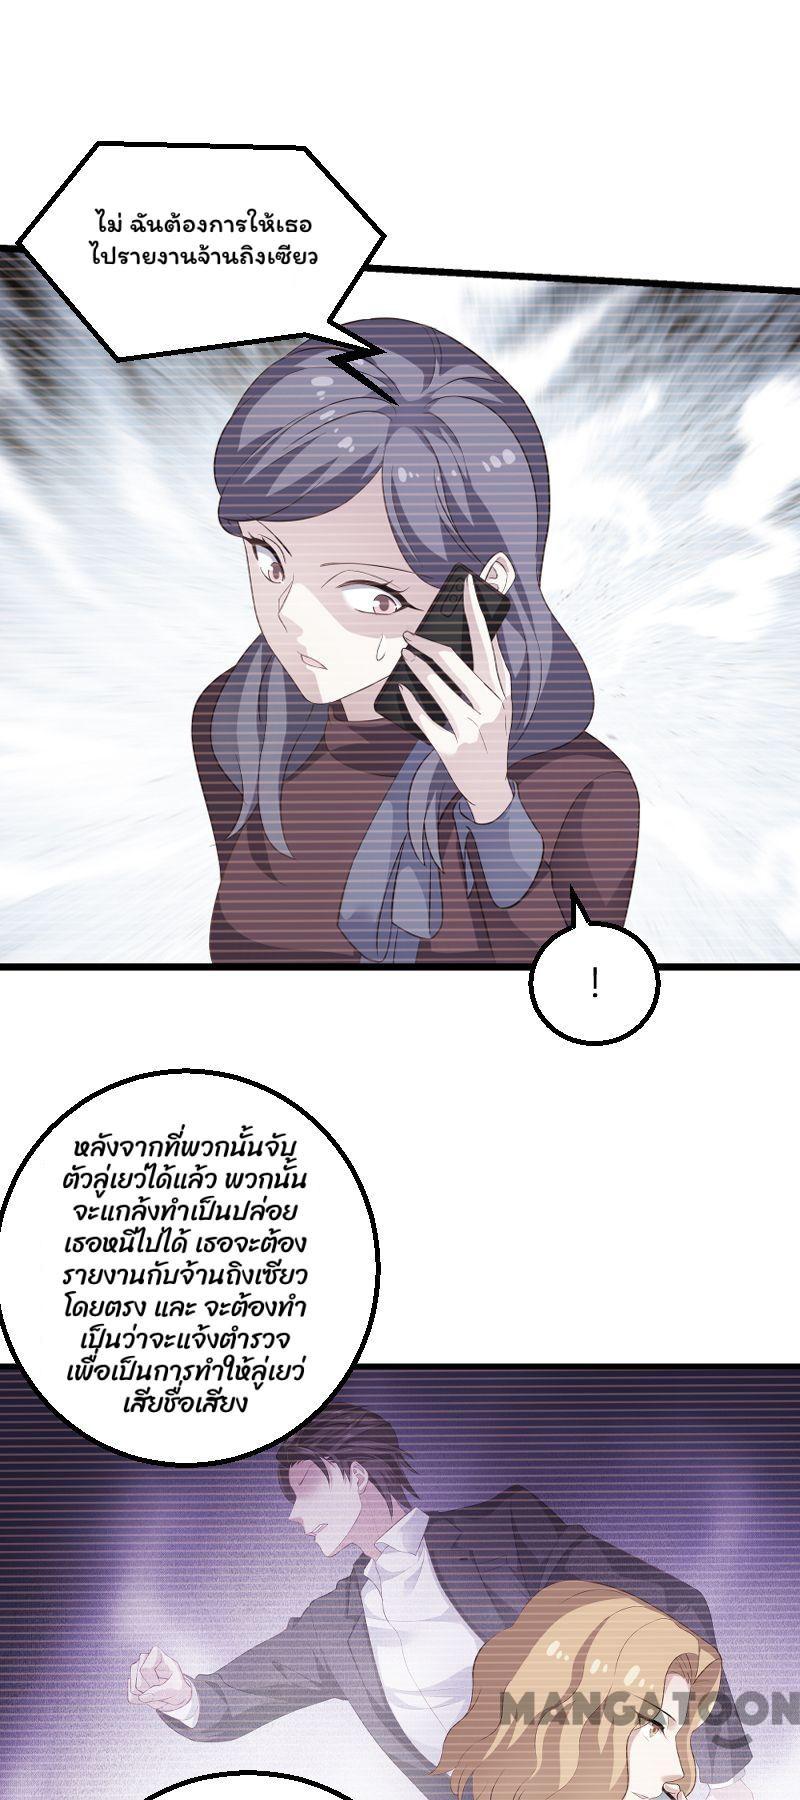 ไม่ ฉันต้องการให้เธอ
ไปรายงานจ้านถิงเซียว
!
หลังจากที่พวกนั้นจับ
ตัวลู่เยว่ได้แล้ว พวกนั้น
จะแกล้งทำเป็นปล่อย
เธอหนีไปได้ เธอจะต้อง
รายงานกับจ้านถิงเซียว
โดยตรง และ จะต้องทำ
เป็นว่าจะแจ้งตำรวจ
เพื่อเป็นการทำให้ลู่เยว่
เสียชื่อเสียง
MANGATOON